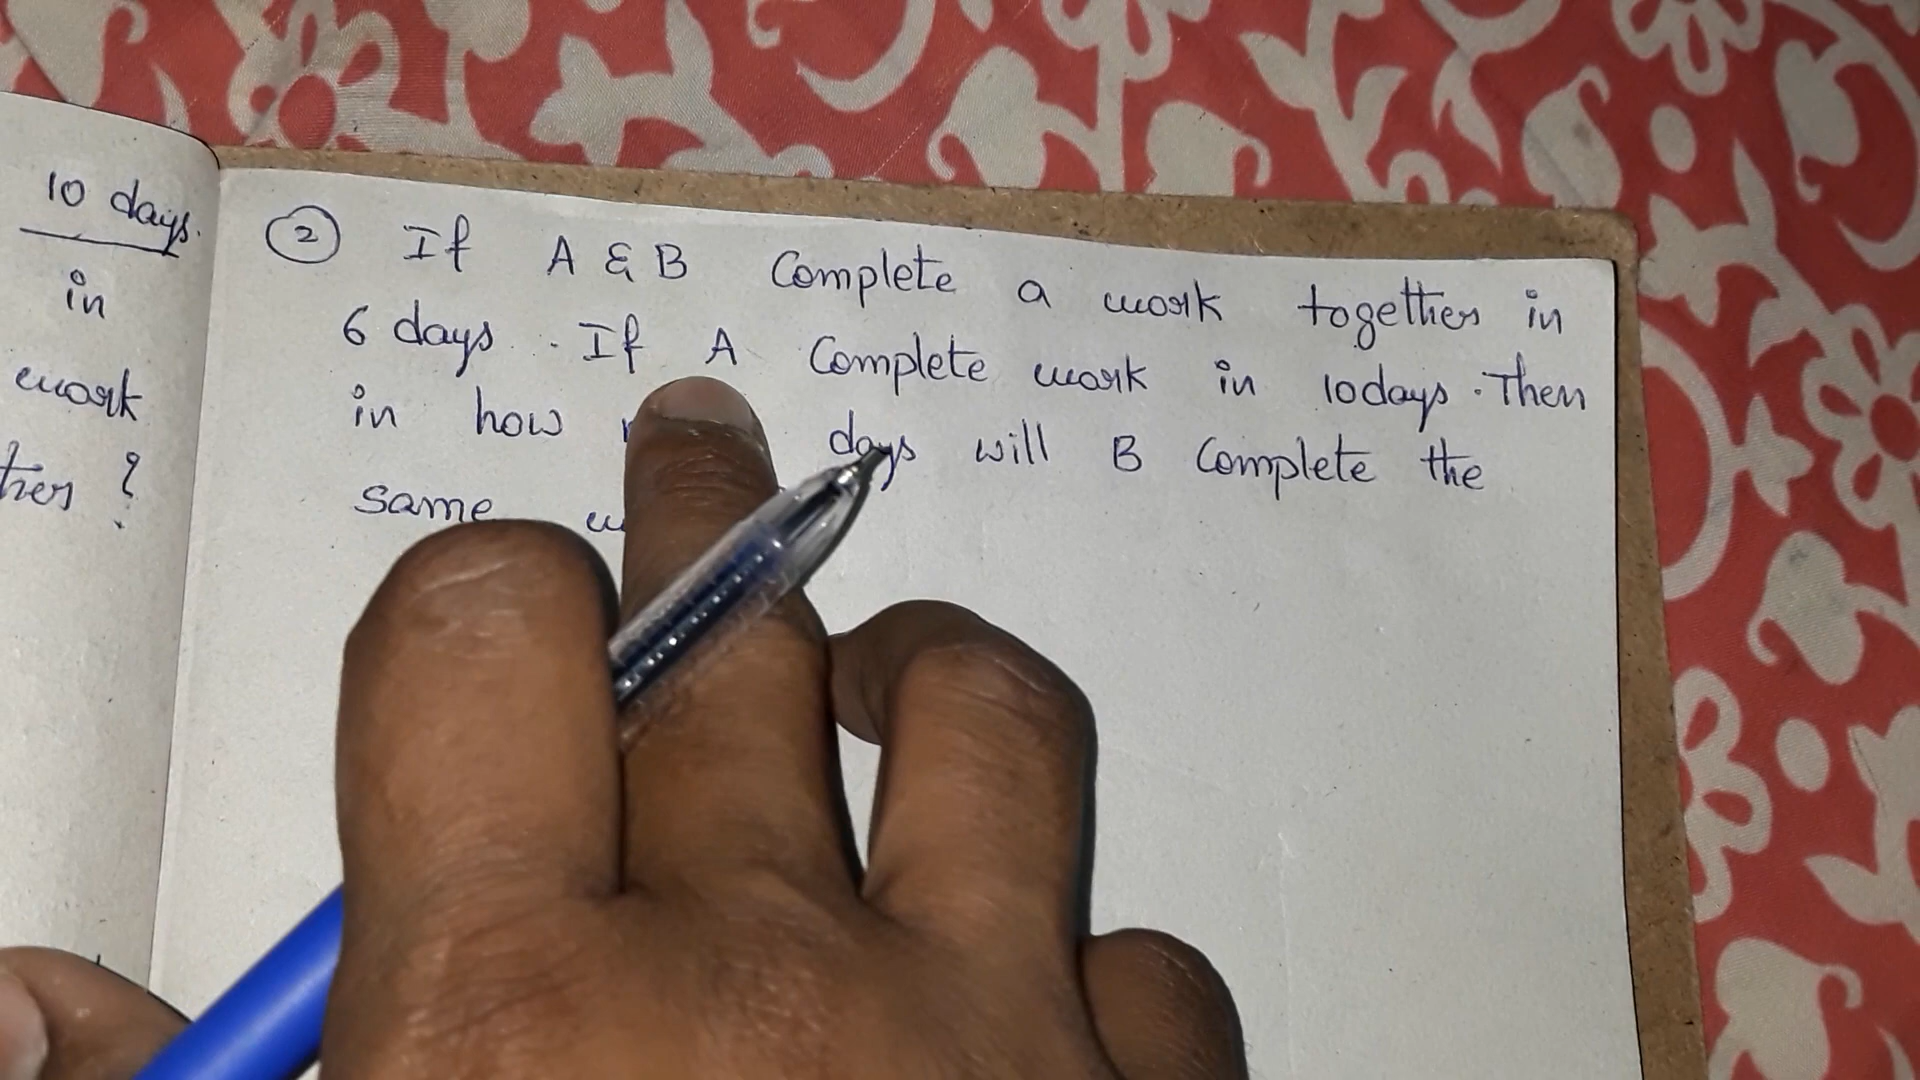 10 days.
in
work
?
② If A & B Complete a work together in
6 days. If A Complete work in 10days. Then
in how days will B Complete the
same